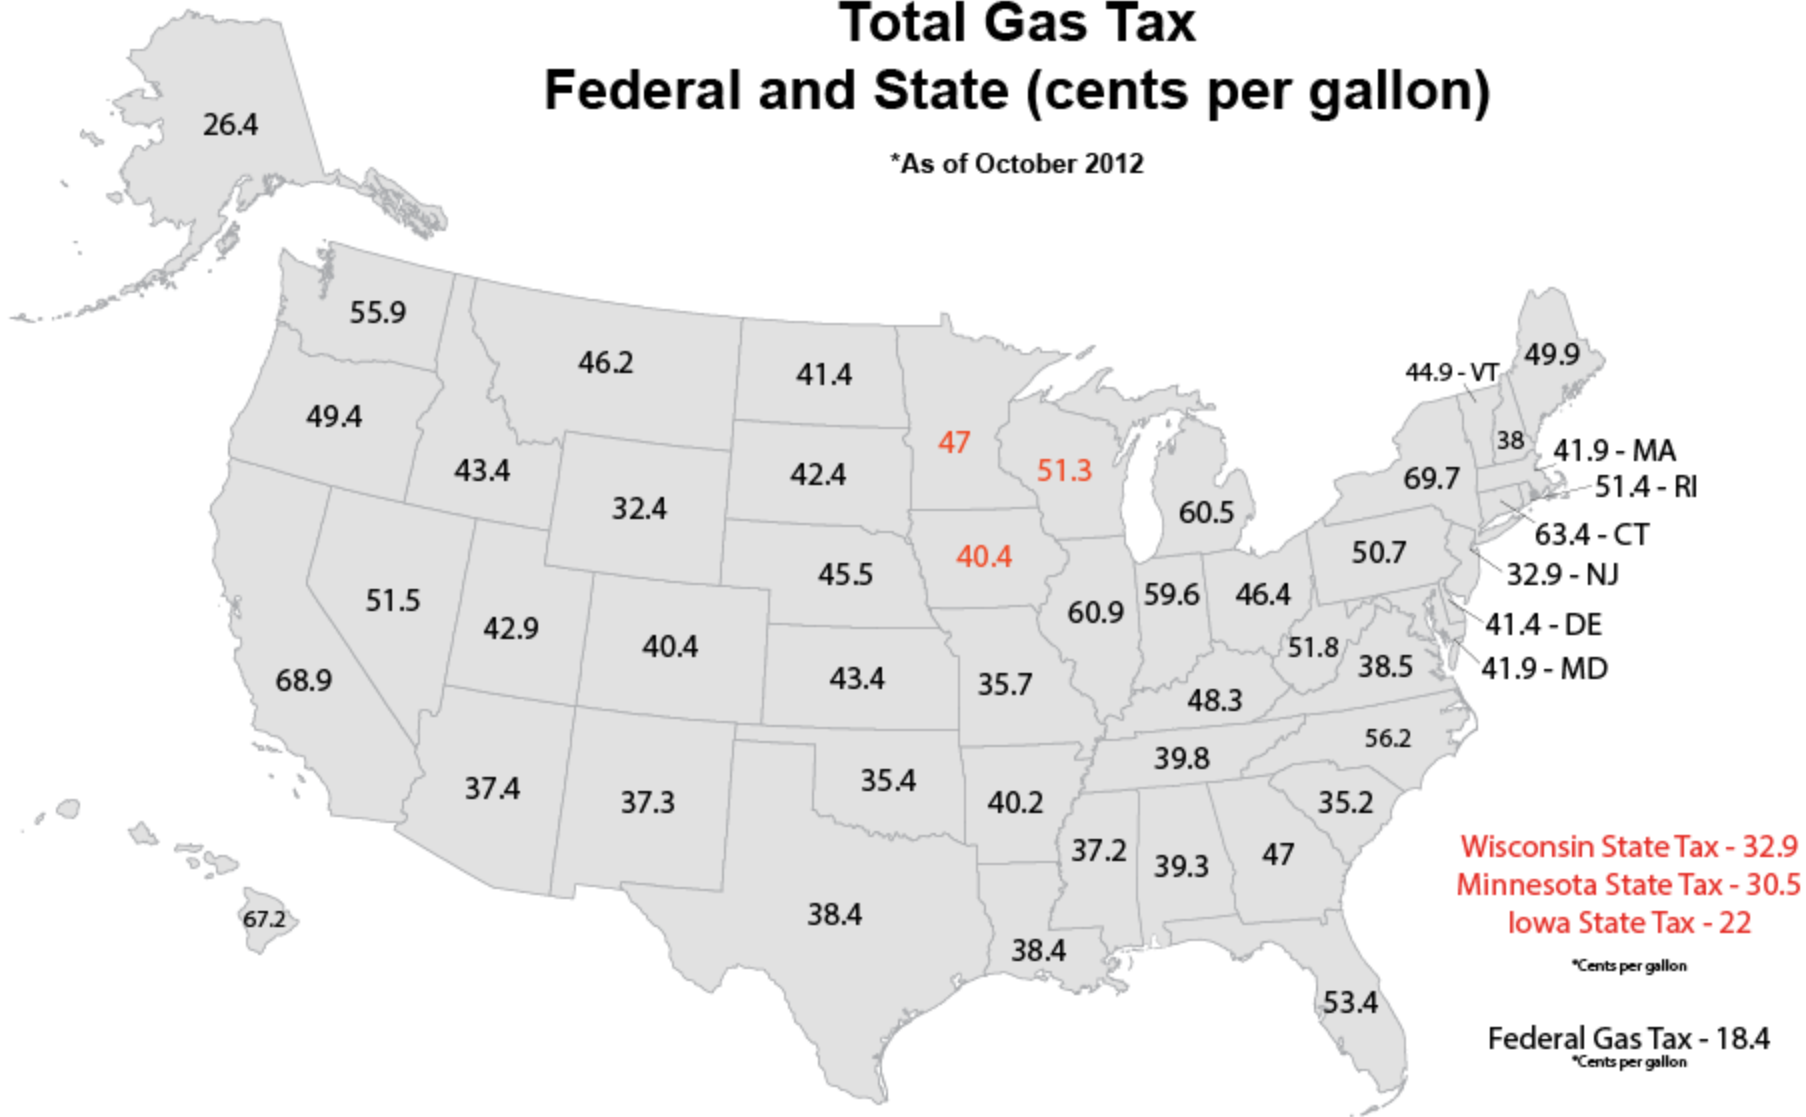 Total Gas Tax
Federal and State (cents per gallon)
*As of October 2012
26.4
55.9
46.2
41.4
49.9
44.9 - VT
49.4
43.4
32.4
42.4
47
51.3
60.5
69.7
38
41.9 - MA
51.4 - RI
63.4 - CT
32.9 - NJ
41.4 - DE
41.9 - MD
51.5
42.9
40.4
45.5
40.4
60.9
59.6
46.4
50.7
68.9
43.4
35.7
48.3
51.8
38.5
37.4
37.3
35.4
40.2
39.8
56.2
35.2
37.2
39.3
47
67.2
38.4
38.4
53.4
Wisconsin State Tax - 32.9
Minnesota State Tax - 30.5
Iowa State Tax - 22
*Cents per gallon
Federal Gas Tax - 18.4
*Cents per gallon